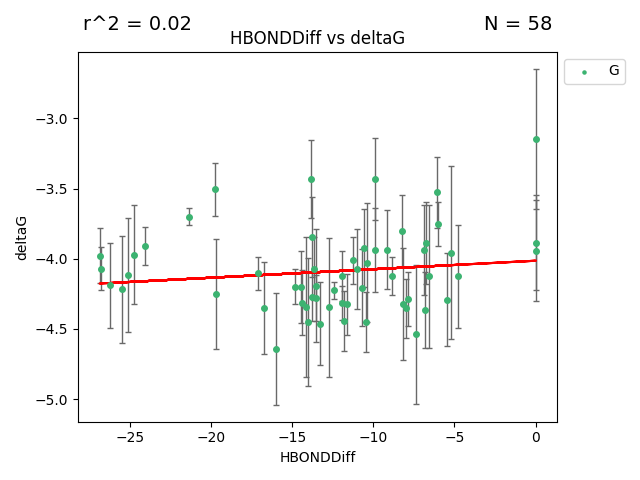 r^2 = 0.02
N = 58
HBONDDiff vs deltaG
G
deltaG
−3.0
−3.5
−4.0
−4.5
−5.0
−25
−20
−15
−10
−5
0
HBONDDiff